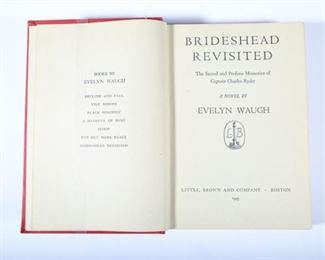 BOOKS BY
EVELYN WAUGH
DECLINE AND FALL
VILE BODIES
BLACK MISCHIEF
A HANDFUL OF DUST
SCOOP
PUT OUT MORE FLAGS
BRIDESHEAD REVISITED
BRIDESHEAD
REVISITED
The Sacred and Profane Memories of
Captain Charles Ryder
A NOVEL BY
EVELYN WAUGH
L B
LITTLE, BROWN AND COMPANY · BOSTON
1945